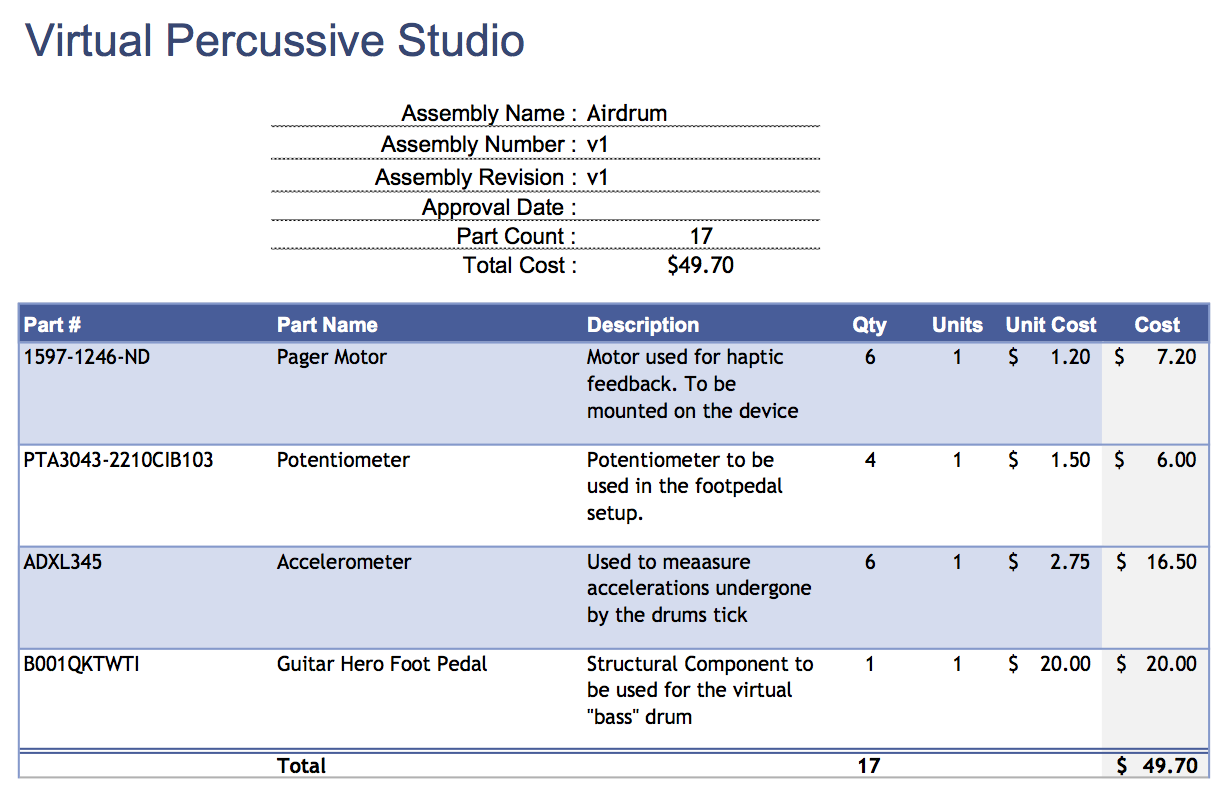 Virtual Percussive Studio
Assembly Name : Airdrum
Assembly Number : v1
Assembly Revision : v1
Approval Date :
Part Count : 17
Total Cost : $49.70
Part # Part Name Description Qty Units Unit Cost Cost
1597-1246-ND Pager Motor Motor used for haptic 6 1 $ 1.20 $ 7.20
feedback. To be
mounted on the device
PTA3043-2210CIB103 Potentiometer Potentiometer to be 4 1 $ 1.50 $ 6.00
used in the footpedal
setup.
ADXL345 Accelerometer Used to meaasure 6 1 $ 2.75 $ 16.50
accelerations undergone
by the drums tick
B001QKTWTI Guitar Hero Foot Pedal Structural Component to 1 1 $ 20.00 $ 20.00
be used for the virtual
"bass" drum
Total 17 $ 49.70